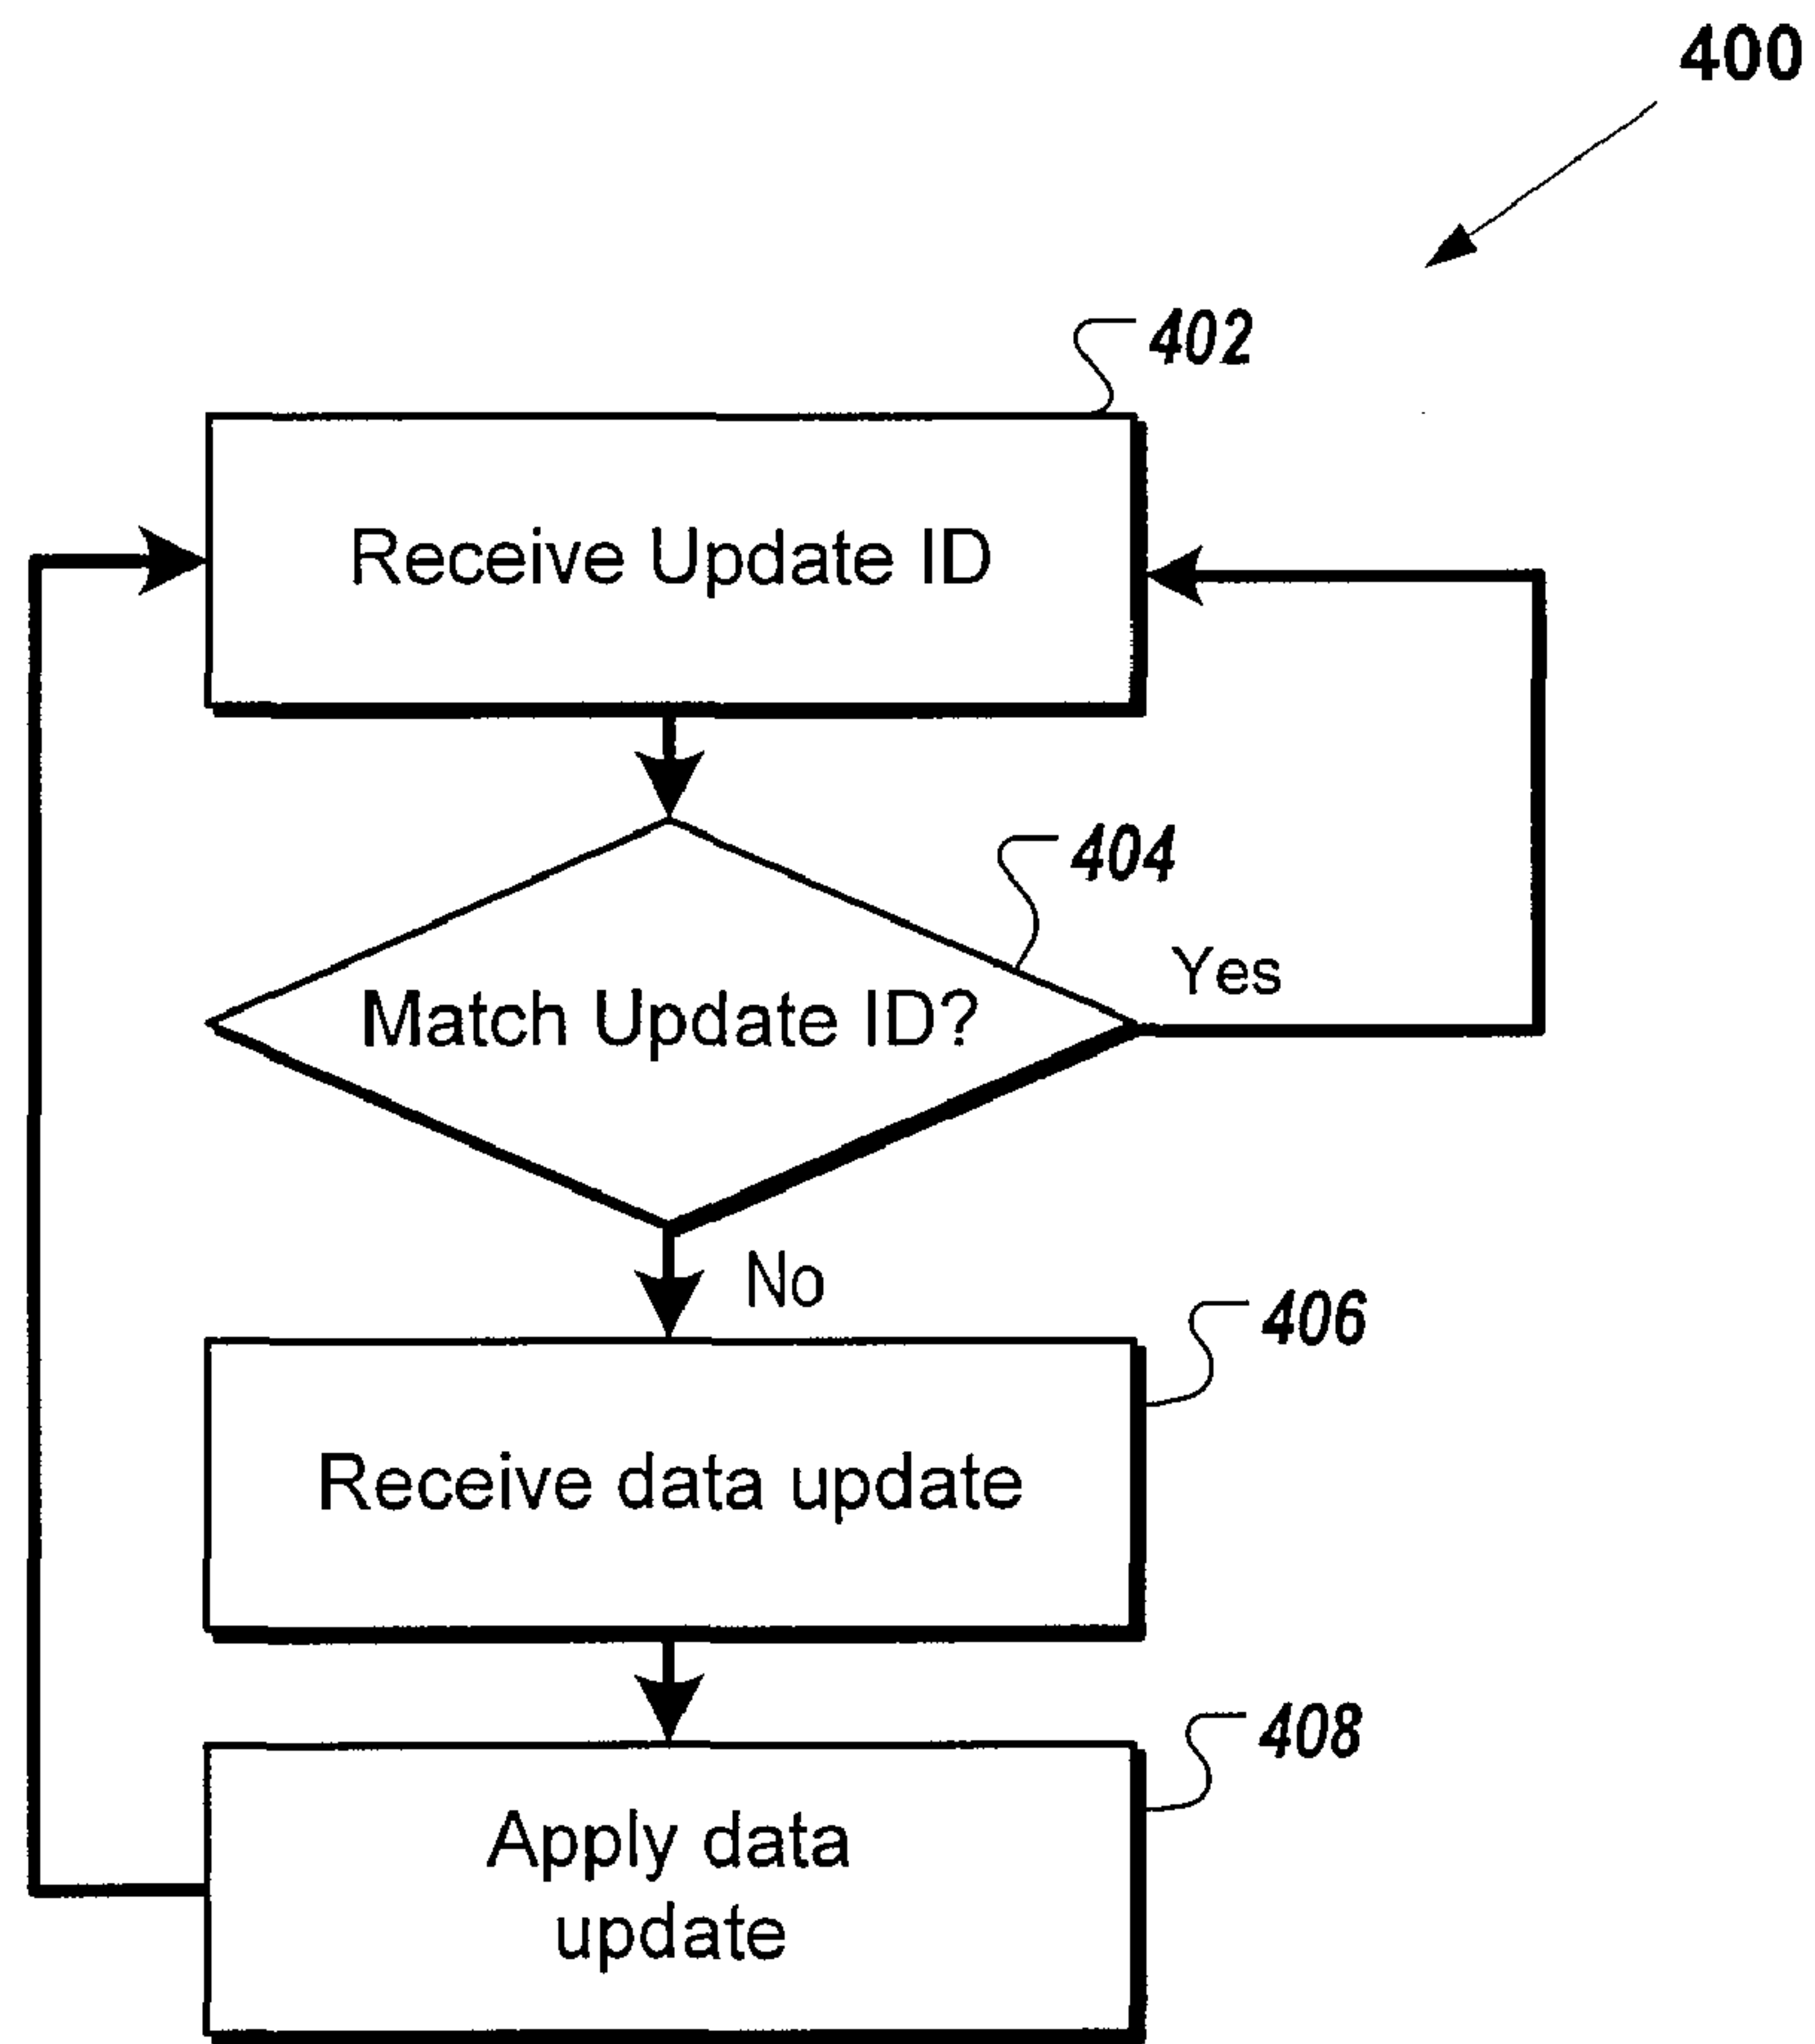 400
402
Receive Update ID
404
Yes
Match Update ID?
No
406
Receive data update
408
Apply data
update